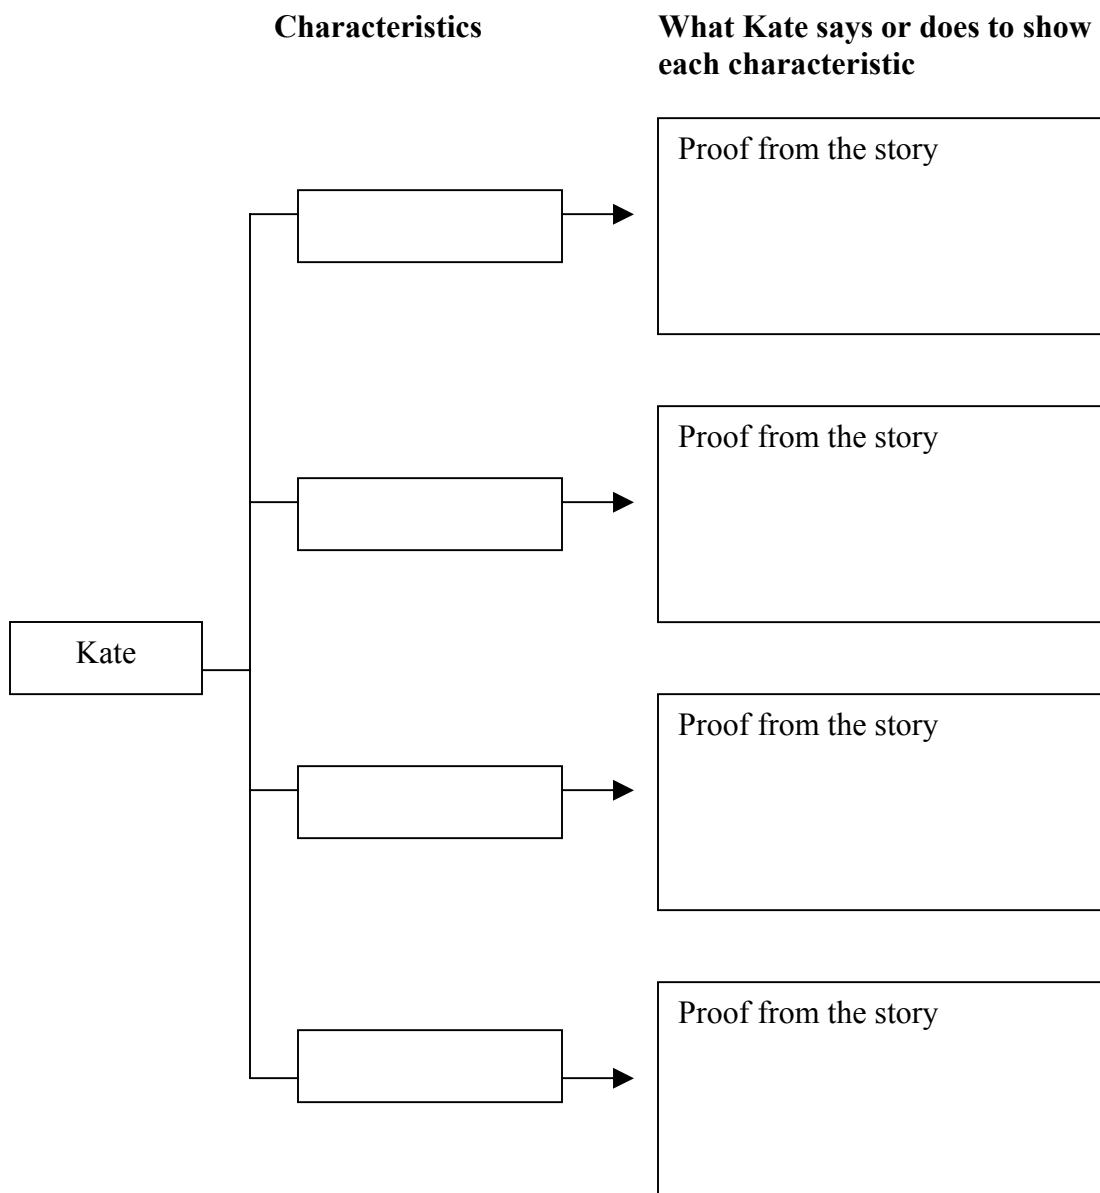 Characteristics
What Kate says or does to show
each characteristic
Proof from the story
Proof from the story
Kate
Proof from the story
Proof from the story